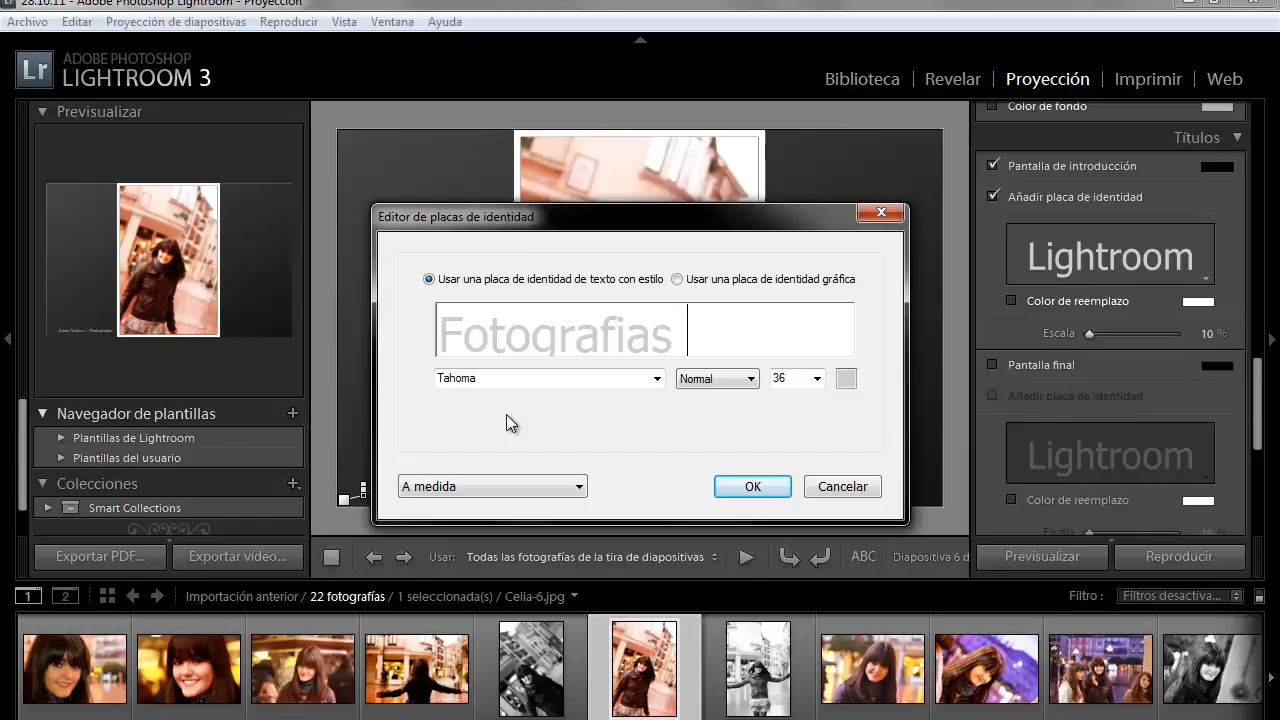 28.10.11 - Adobe Photoshop Lightroom - Proyección
Archivo Editar Proyección de diapositivas Reproducir Vista Ventana Ayuda
Lr ADOBE PHOTOSHOP
LIGHTROOM 3
Biblioteca | Revelar | Proyección | Imprimir | Web
Previsualizar
Color de fondo
Títulos
Pantalla de introducción
Añadir placa de identidad
Lightroom
Color de reemplazo
Escala 10 %
Pantalla final
Añadir placa de identidad
Lightroom
Color de reemplazo
Escala 10 %
Editor de placas de identidad
Usar una placa de identidad de texto con estilo Usar una placa de identidad gráfica
Fotografias
Tahoma Normal 36
A medida OK Cancelar
Navegador de plantillas
Plantillas de Lightroom
Plantillas del usuario
Colecciones
Smart Collections
Exportar PDF... Exportar vídeo...
Usar: Todas las fotografías de la tira de diapositivas ABC Diapositiva 6 d
Previsualizar Reproducir
1 2 Importación anterior / 22 fotografías / 1 seleccionada(s) / Celia-6.jpg
Filtro : Filtros desactiva...